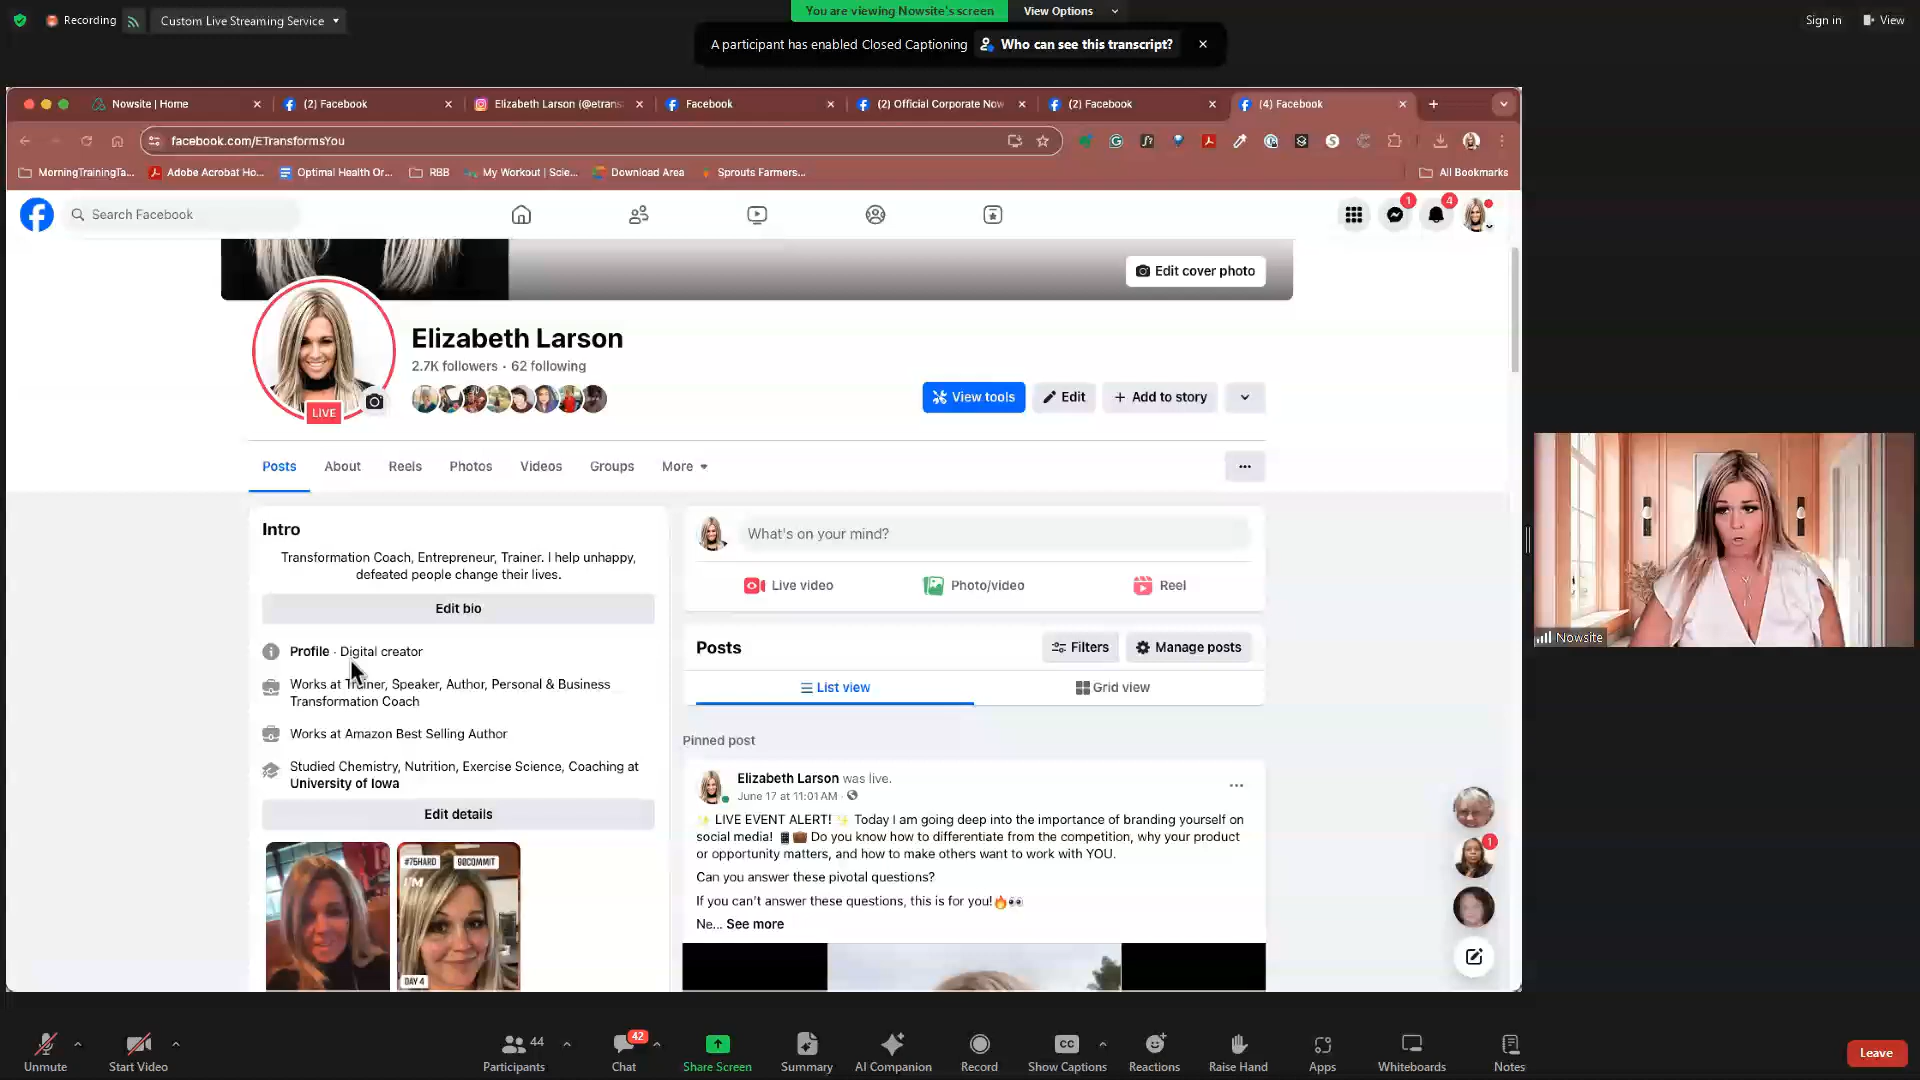 Recording
Custom Live Streaming Service
You are viewing Nowsite's screen
View Options
Sign in
View
A participant has enabled Closed Captioning
Who can see this transcript?
Nowsite | Home
(2) Facebook
Elizabeth Larson (@etrans
Facebook
(2) Official Corporate Now
(2) Facebook
(4) Facebook
facebook.com/ETransformsYou
MorningTrainingTa...
Adobe Acrobat Ho...
Optimal Health Or...
RBB
My Workout | Scie...
Download Area
Sprouts Farmers...
All Bookmarks
Search Facebook
1
4
Edit cover photo
Elizabeth Larson
2.7K followers · 62 following
LIVE
View tools
Edit
Add to story
Posts
About
Reels
Photos
Videos
Groups
More
Intro
Transformation Coach, Entrepreneur, Trainer. I help unhappy,
defeated people change their lives.
Edit bio
Profile · Digital creator
Works at Trainer, Speaker, Author, Personal & Business
Transformation Coach
Works at Amazon Best Selling Author
Studied Chemistry, Nutrition, Exercise Science, Coaching at
University of Iowa
Edit details
#75HARD
90COMMIT
I'M
DAY 4
What's on your mind?
Live video
Photo/video
Reel
Posts
Filters
Manage posts
List view
Grid view
Pinned post
Elizabeth Larson was live.
June 17 at 11:01 AM ·
✨ LIVE EVENT ALERT! ✨ Today I am going deep into the importance of branding yourself on
social media! 📱💼 Do you know how to differentiate from the competition, why your product
or opportunity matters, and how to make others want to work with YOU.
Can you answer these pivotal questions?
If you can't answer these questions, this is for you!🔥👀
Ne... See more
1
Nowsite
Unmute
Start Video
44
Participants
42
Chat
Share Screen
Summary
AI Companion
Record
CC
Show Captions
Reactions
Raise Hand
Apps
Whiteboards
Notes
Leave